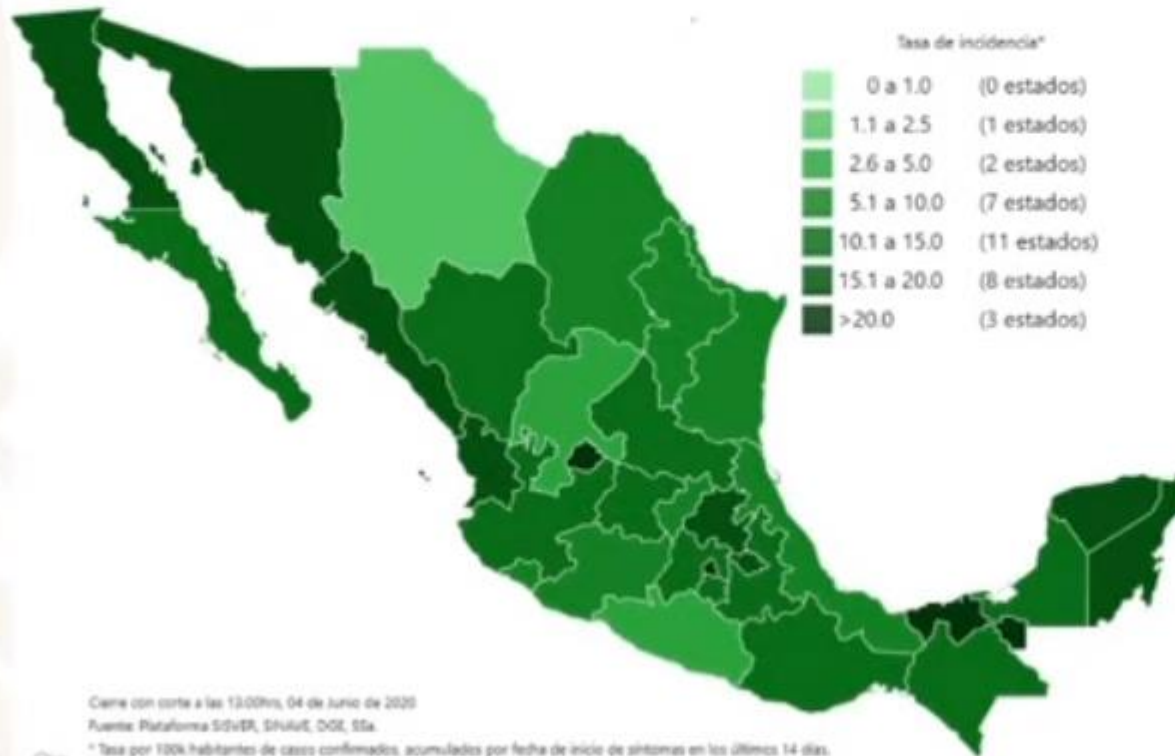 Tasa de incidencia*
0 a 1.0 (0 estados)
1.1 a 2.5 (1 estados)
2.6 a 5.0 (2 estados)
5.1 a 10.0 (7 estados)
10.1 a 15.0 (11 estados)
15.1 a 20.0 (8 estados)
>20.0 (3 estados)
Cierre con corte a las 13:00hrs, 04 de Junio de 2020
Fuente: Plataforma SISVER, SINAVE, DGE, SSa.
* Tasa por 100k habitantes de casos confirmados, acumulados por fecha de inicio de síntomas en los últimos 14 días.